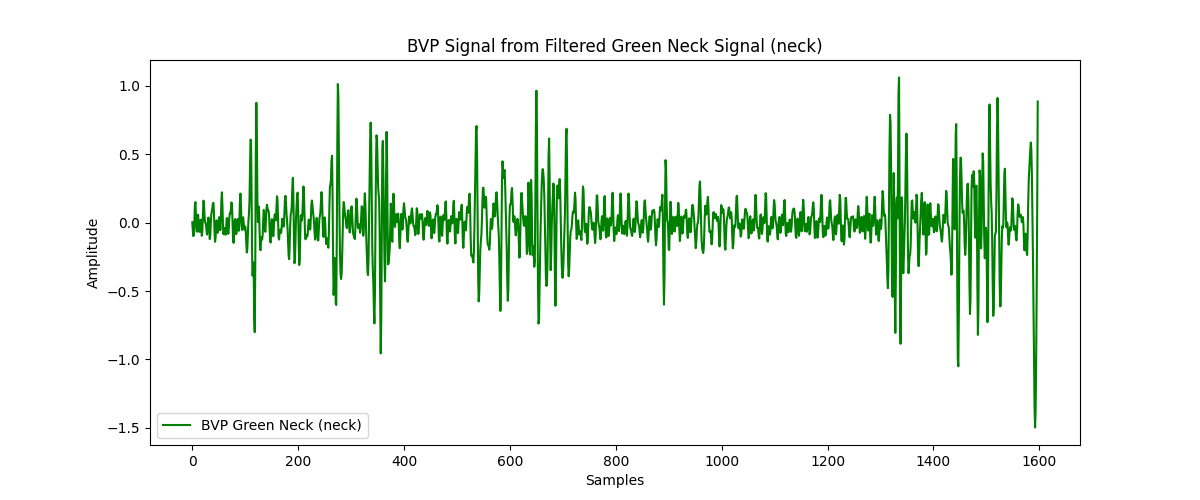 BVP Signal from Filtered Green Neck Signal (neck)
Amplitude
1.0
0.5
0.0
−0.5
−1.0
−1.5
BVP Green Neck (neck)
0 200 400 600 800 1000 1200 1400 1600
Samples